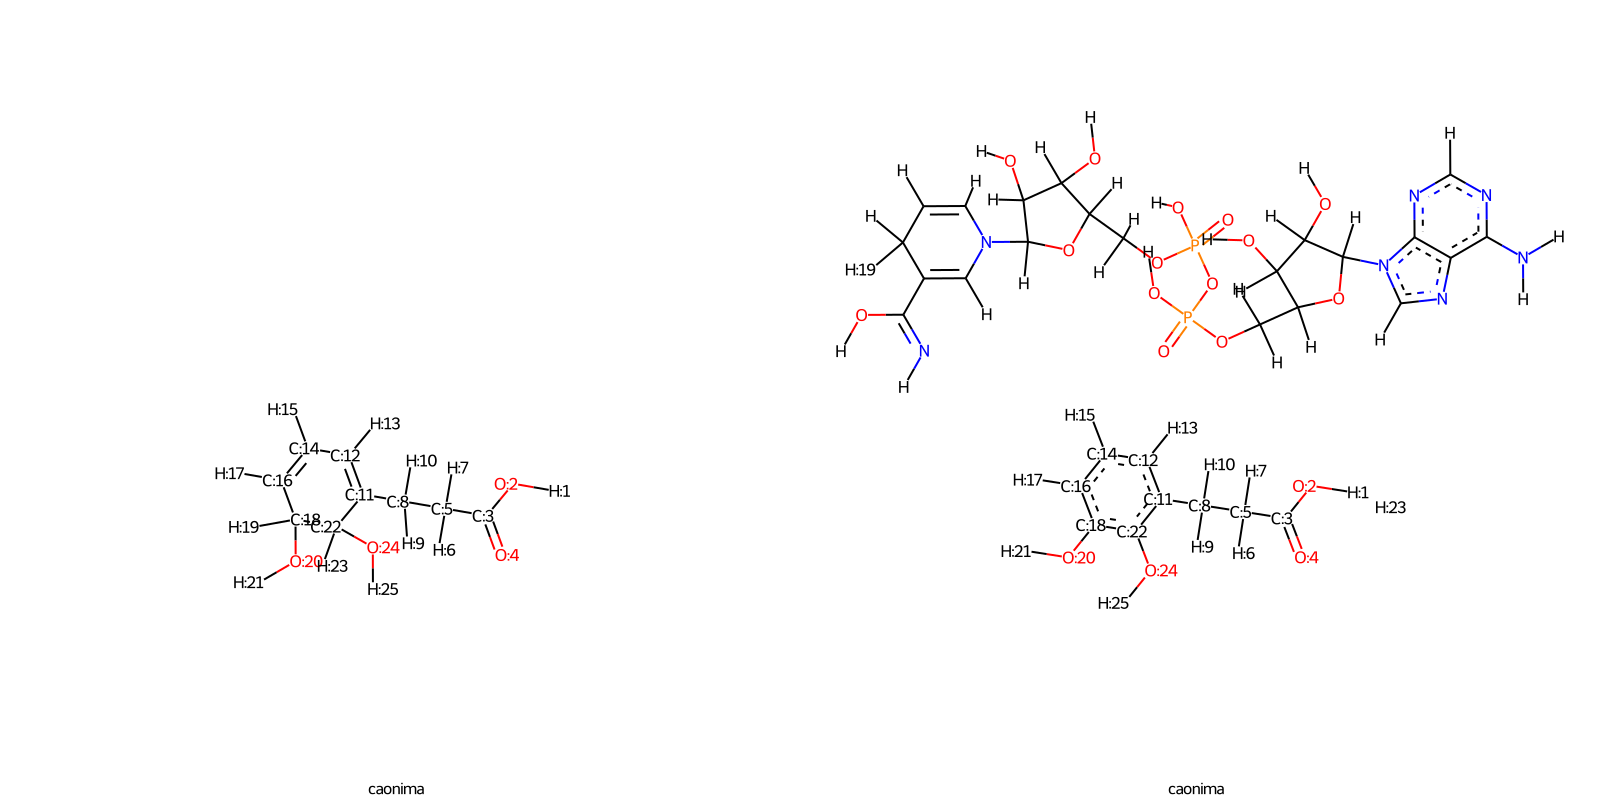 H
H
H H
O O
H H
H H
N N
H H O O
H H O H H
N O H P H O H
H:19 H O N N
H O O H H O N H
O H P
H N O O H H
H
H
H:15 H:15
H:13 H:13
C:14 C:12 C:14 C:12
H:10 H:7 H:10 H:7
H:17 C:16 H:17 C:16
O:2 H:1 O:2 H:1
C:11 C:8 C:5 C:3 C:11 C:8 C:5 C:3 H:23
H:19 C:18 C:22 C:18 C:22
H:9 O:24 H:6 O:4 H:21 O:20 H:9 H:6 O:4
O:20 H:23 O:24
H:21 H:25 H:25
caonima caonima